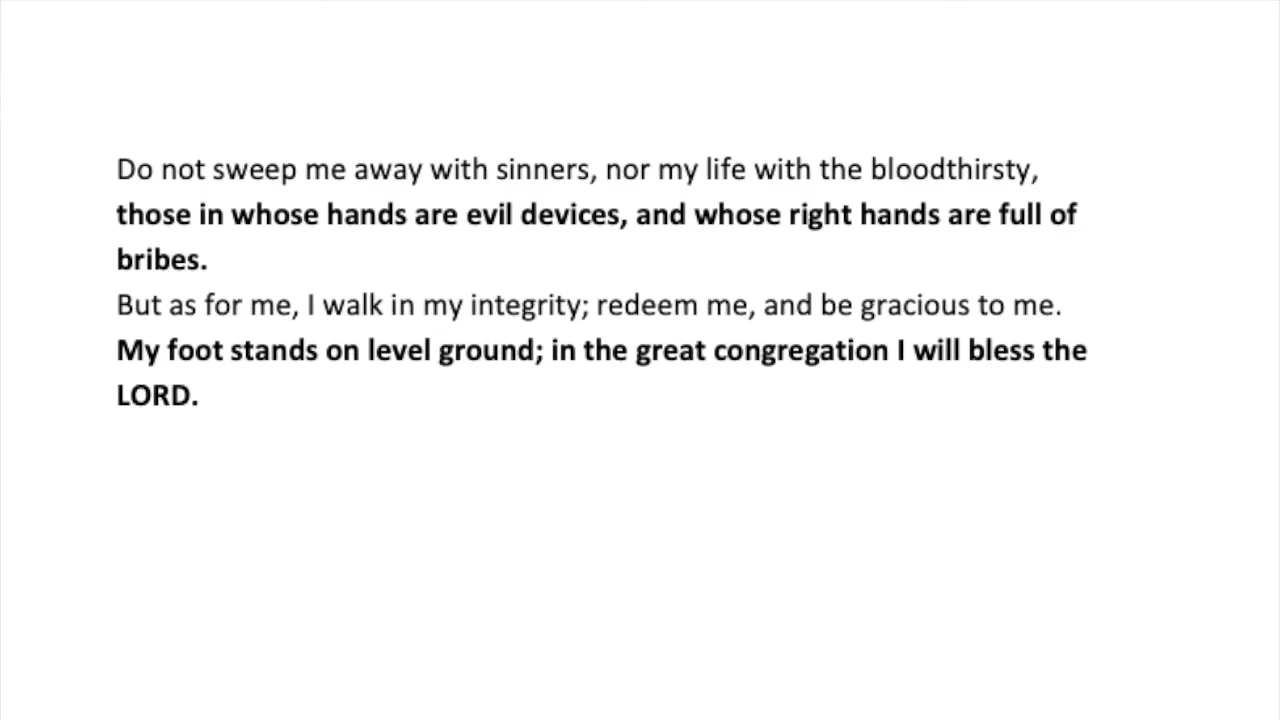 Do not sweep me away with sinners, nor my life with the bloodthirsty,
those in whose hands are evil devices, and whose right hands are full of
bribes.
But as for me, I walk in my integrity; redeem me, and be gracious to me.
My foot stands on level ground; in the great congregation I will bless the
LORD.